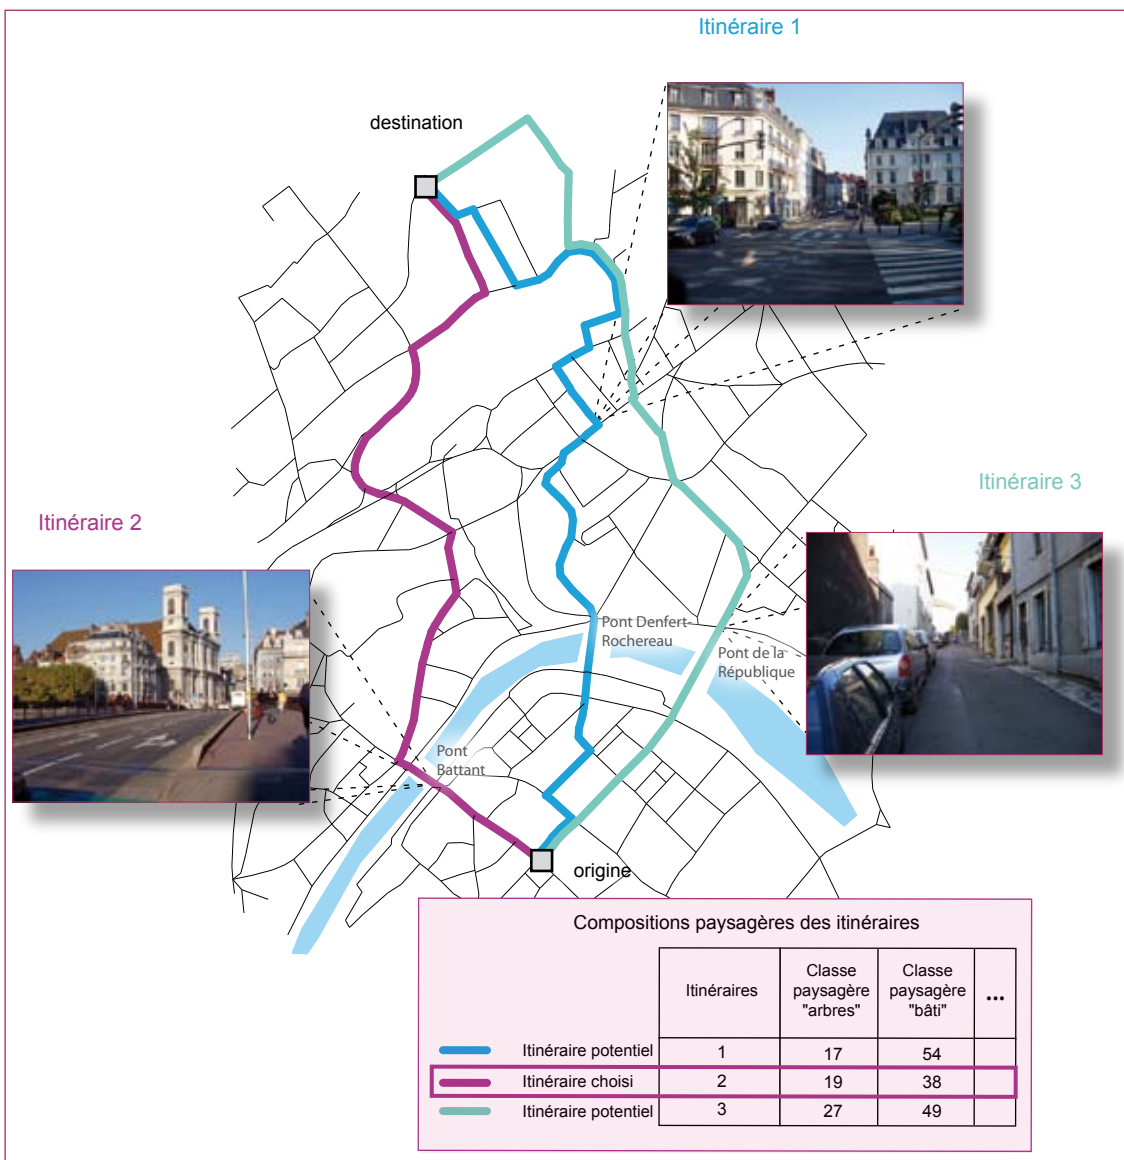 Itinéraire 1
destination
Itinéraire 3
Itinéraire 2
Pont Denfert-
Rochereau
Pont de la
République
Pont
Battant
origine
Compositions paysagères des itinéraires
Itinéraires
Classe
paysagère
"arbres"
Classe
paysagère
"bâti"
...
Itinéraire potentiel 1 17 54
Itinéraire choisi 2 19 38
Itinéraire potentiel 3 27 49